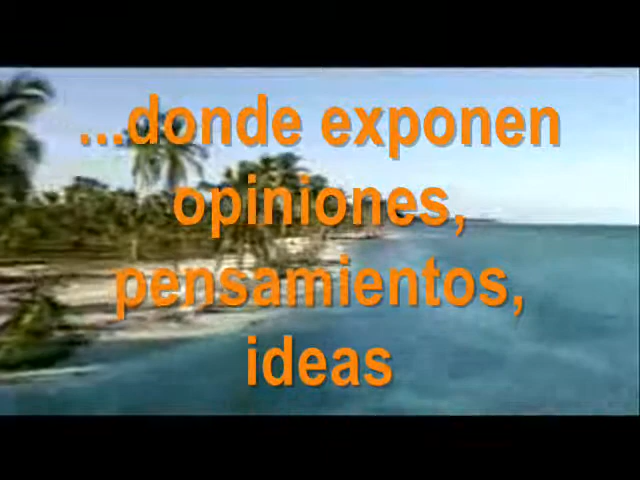 ...donde exponen
opiniones,
pensamientos,
ideas